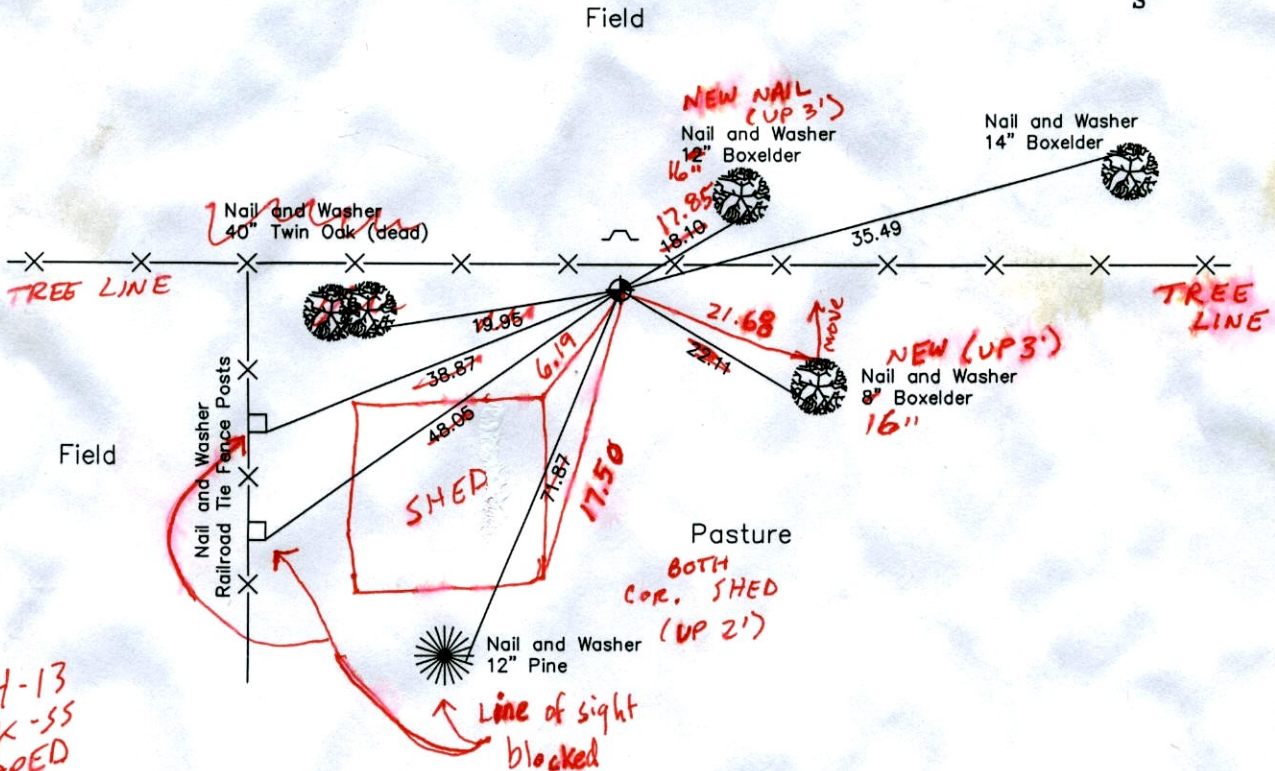 S
Field
NEW NAIL
(UP 3')
Nail and Washer
12" Boxelder
16"
Nail and Washer
14" Boxelder
17.85
18.10
35.49
Nail and Washer
40" Twin Oak (dead)
TREE LINE
TREE
LINE
19.95
38.87
48.05
6.19
71.87
17.50
21.68
22.11
MOVE
NEW (UP 3')
Nail and Washer
8" Boxelder
16"
Field
Nail and Washer
Railroad Tie Fence Posts
SHED
Pasture
BOTH
COR. SHED
(UP 2')
Nail and Washer
12" Pine
Line of sight
blocked
-13
-SS